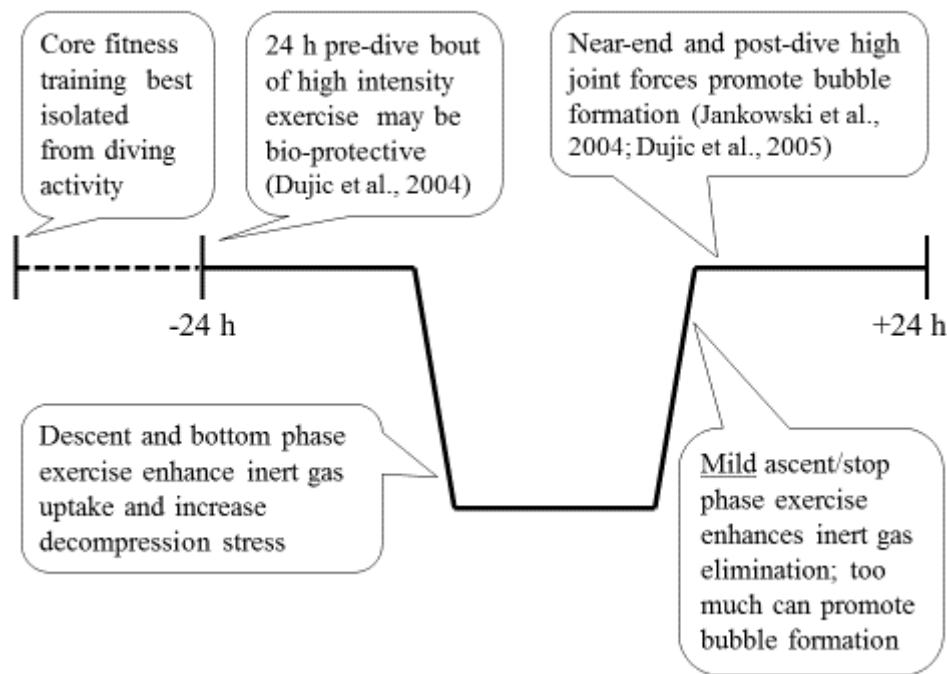 Core fitness
training best
isolated
from diving
activity
24 h pre-dive bout
of high intensity
exercise may be
bio-protective
(Dujic et al., 2004)
Near-end and post-dive high
joint forces promote bubble
formation (Jankowski et al.,
2004; Dujic et al., 2005)
-24 h
+24 h
Descent and bottom phase
exercise enhance inert gas
uptake and increase
decompression stress
Mild ascent/stop
phase exercise
enhances inert gas
elimination; too
much can promote
bubble formation